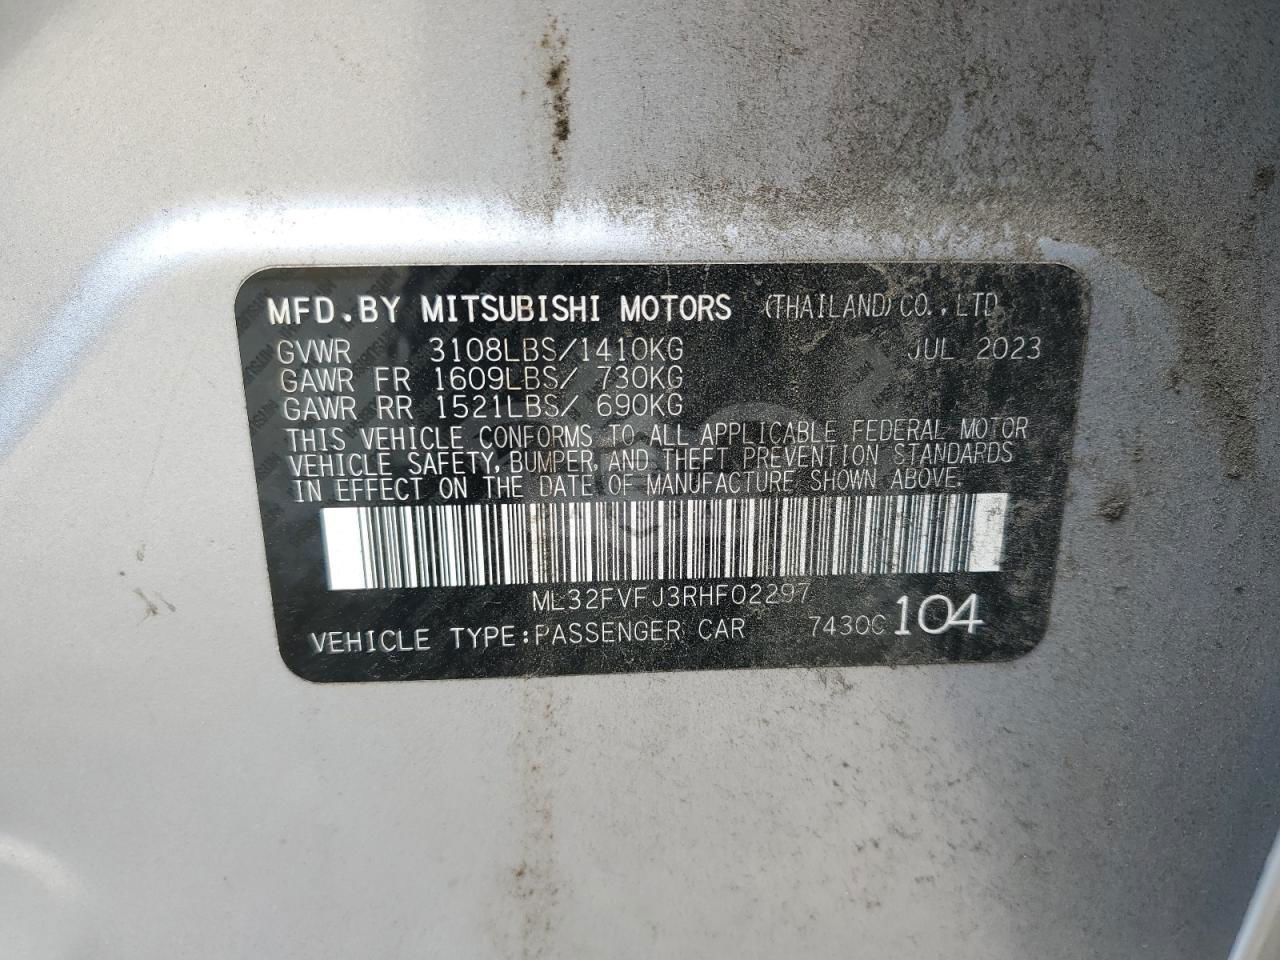 MFD.BY MITSUBISHI MOTORS (THAILAND)CO.,LTD
GVWR 3108LBS/1410KG JUL 2023
GAWR FR 1609LBS/ 730KG
GAWR RR 1521LBS/ 690KG
THIS VEHICLE CONFORMS TO ALL APPLICABLE FEDERAL MOTOR
VEHICLE SAFETY, BUMPER, AND THEFT PREVENTION STANDARDS
IN EFFECT ON THE DATE OF MANUFACTURE SHOWN ABOVE.
ML32FVFJ3RHF02297
VEHICLE TYPE:PASSENGER CAR 7430C 104